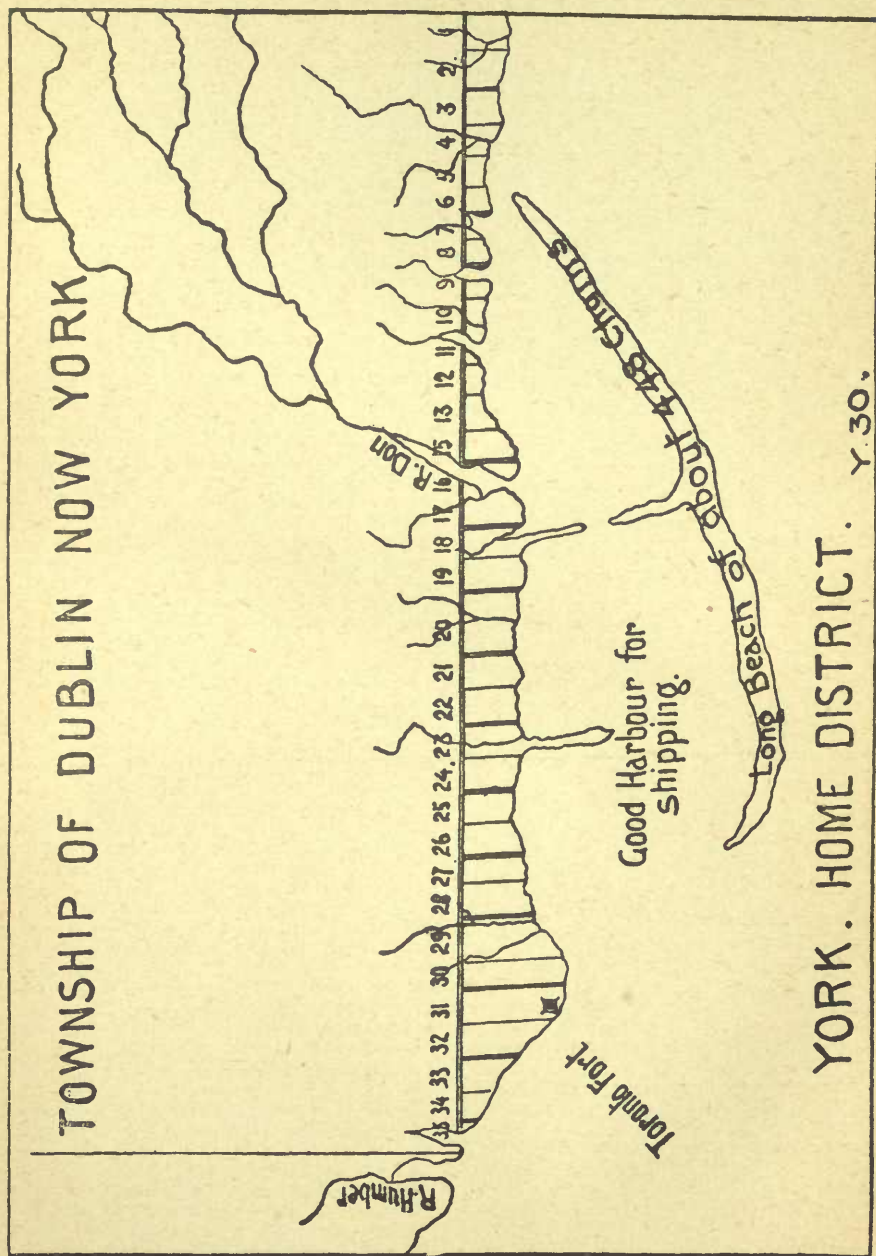 TOWNSHIP OF DUBLIN NOW YORK
R. Humber
R. Don
35 34 33 32 31 30 29 28 27 26 25 24. 23 22 21 20 19 18 17 16 15 13 12 11 10 9 8 7 6 5 4 3 2. 1
Toronto Fort
Good Harbour for
shipping.
Long Beach of about 448 Chains
YORK. HOME DISTRICT. Y.30.